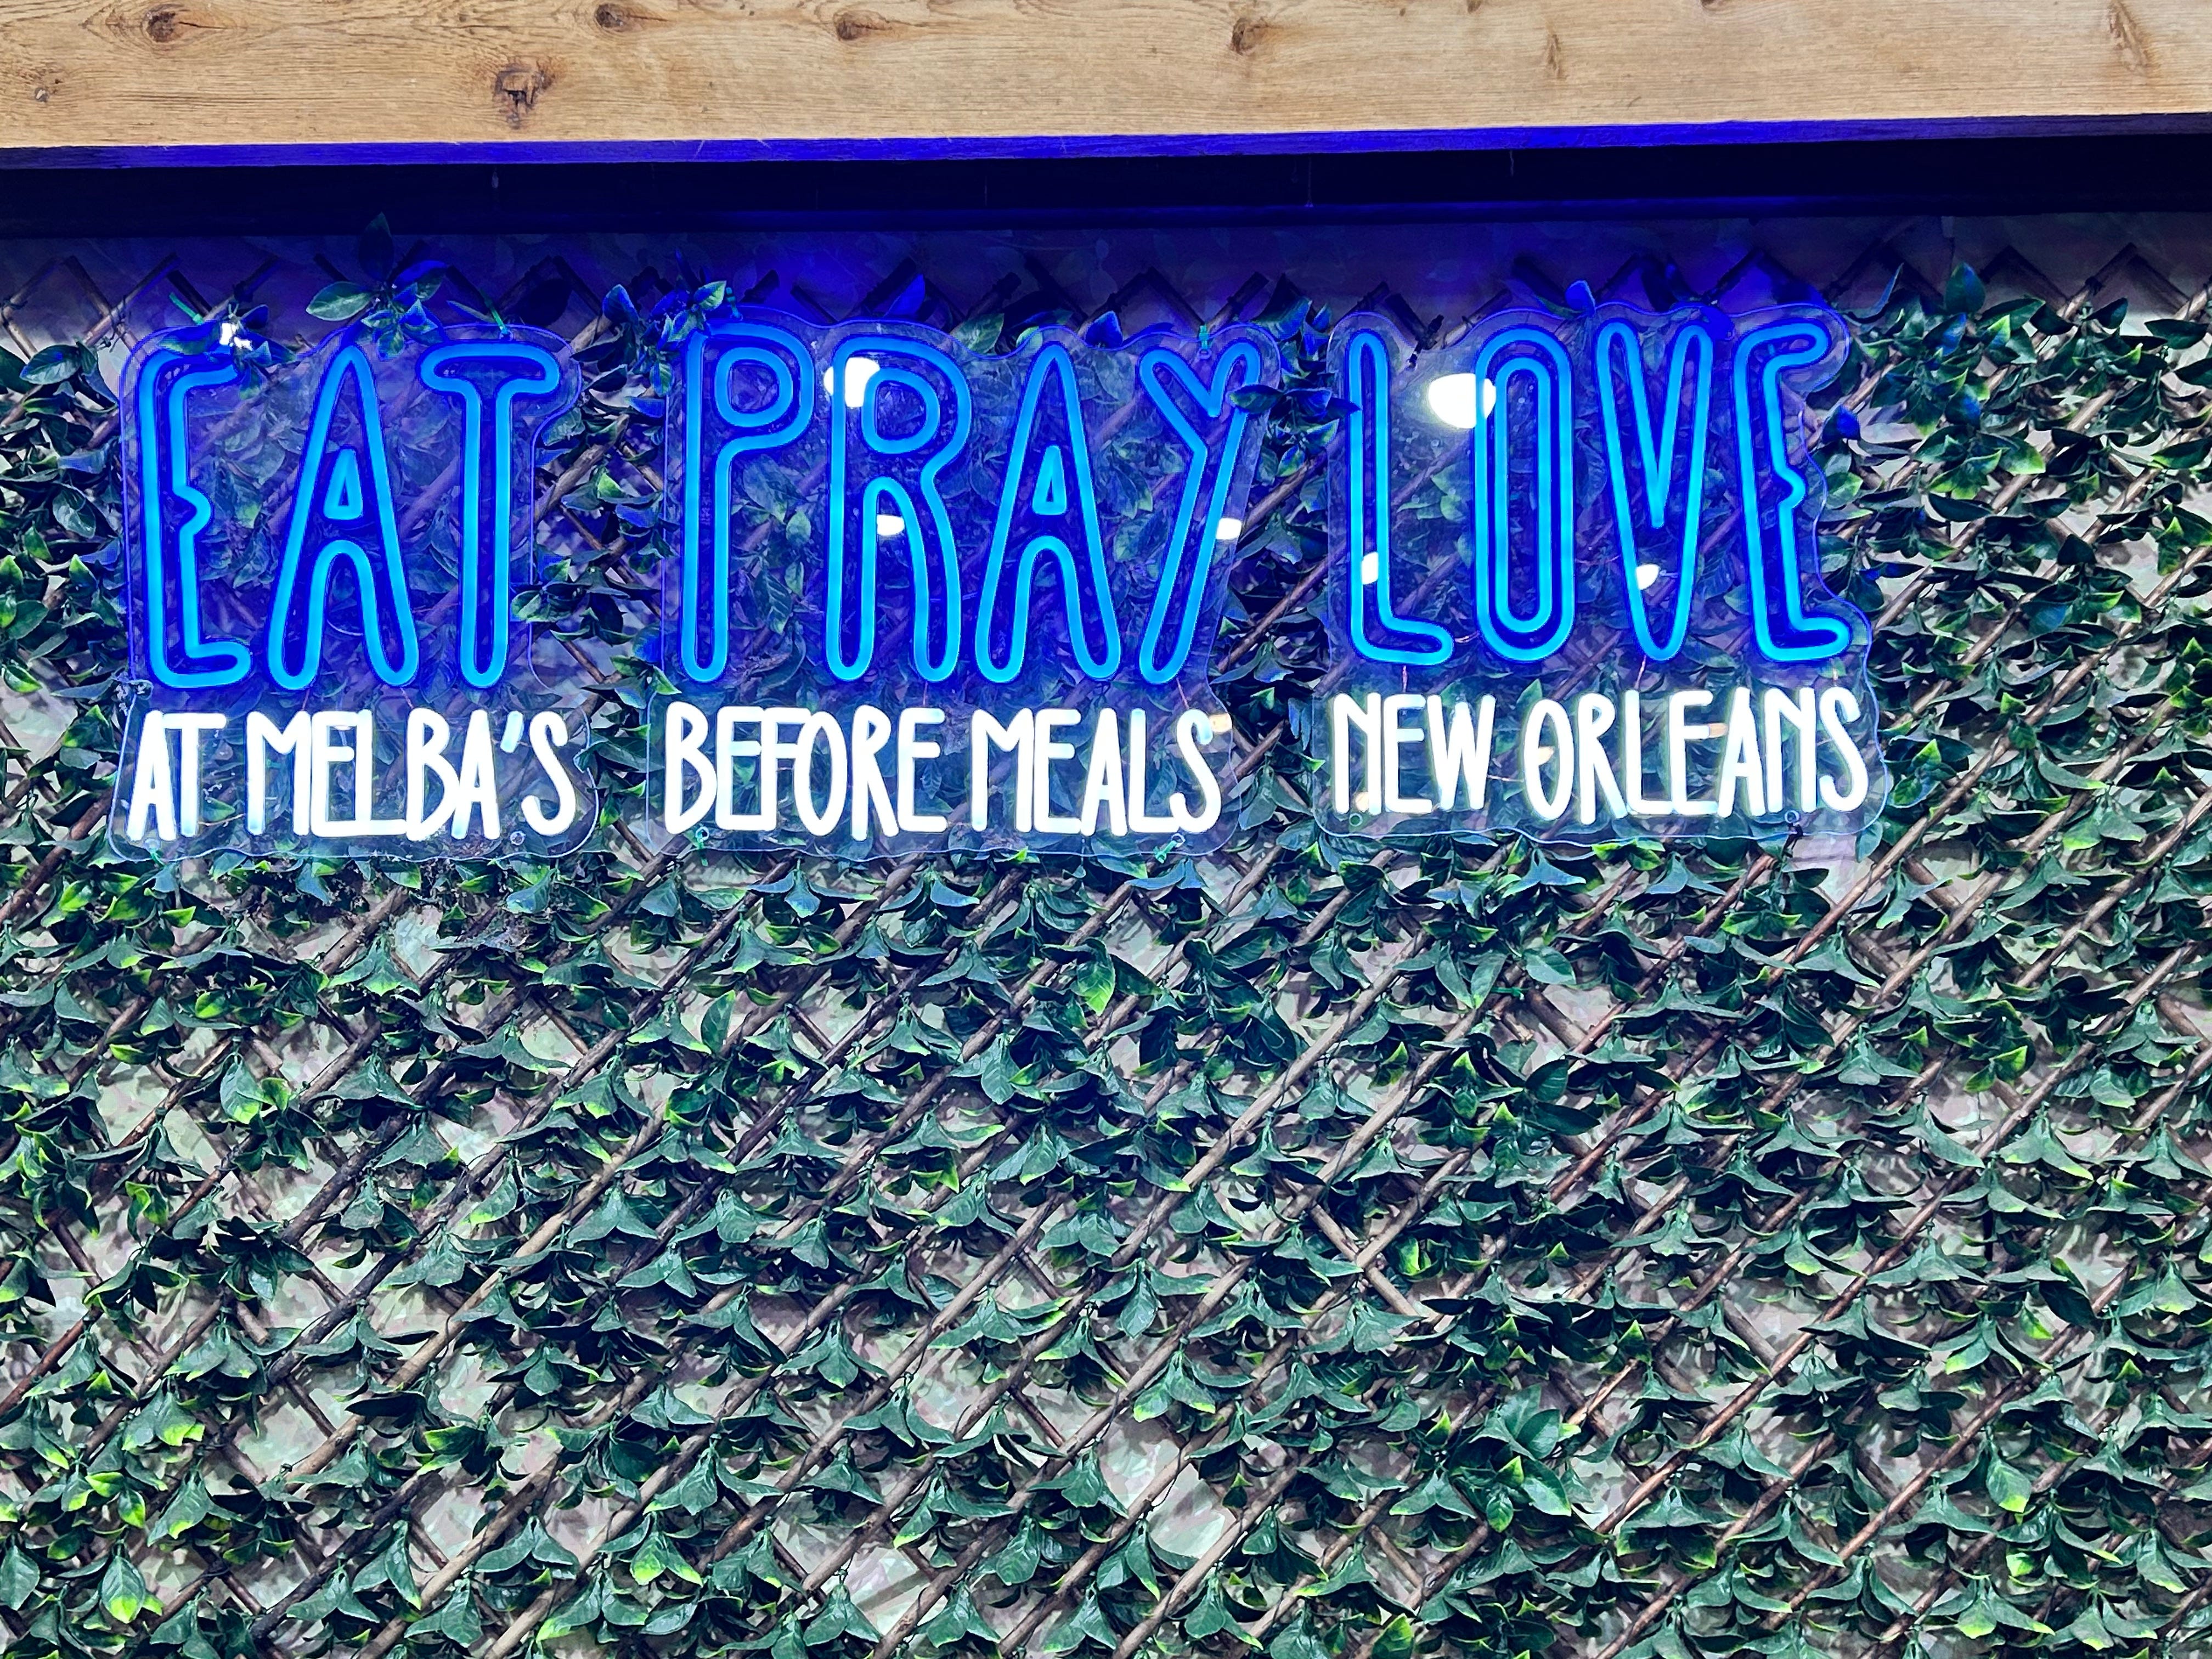 EAT PRAY LOVE
AT MELBA'S BEFORE MEALS NEW ORLEANS